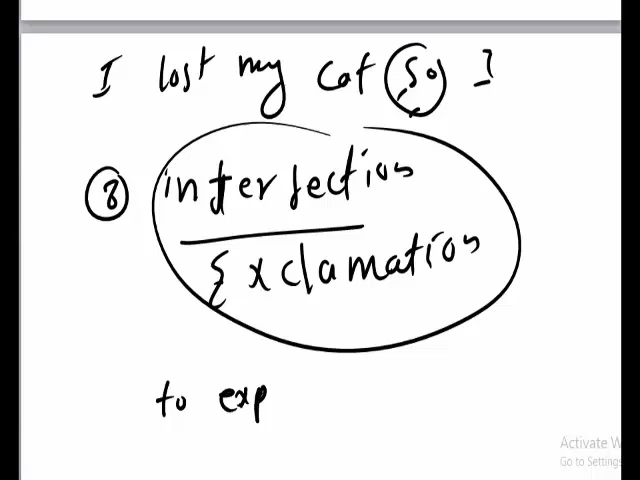 I lost my cat so I
8 interjection
Exclamation
to exp
Activate W
Go to Settings